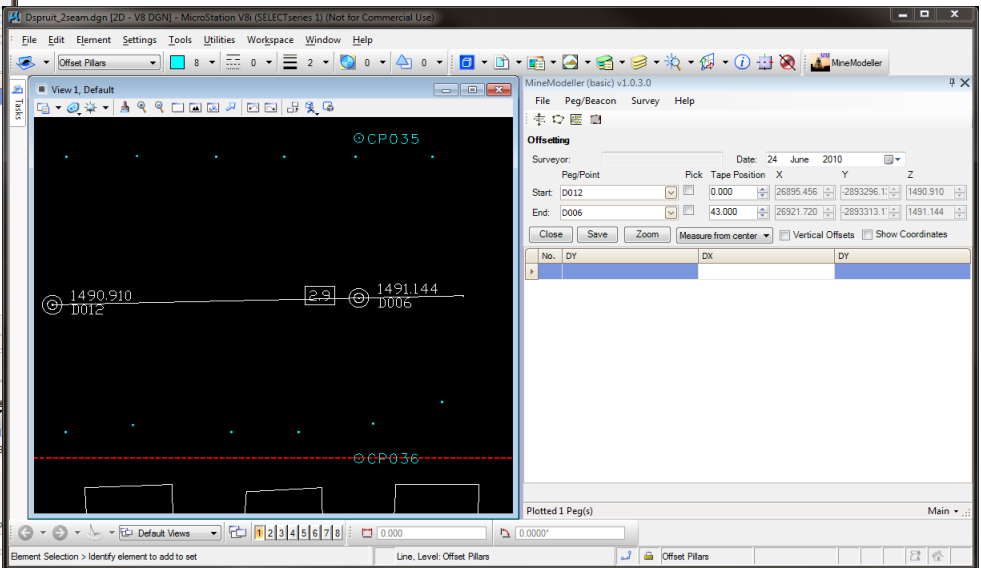 Dspruit_2seam.dgn [2D - V8 DGN] - MicroStation V8i (SELECTseries 1) (Not for Commercial Use)
File Edit Element Settings Tools Utilities Workspace Window Help
Offset Pillars 8 0 2 0 0 MineModeller
Tasks
View 1, Default
CP035
1490.910
D012
2.9
1491.144
D006
CP036
MineModeller (basic) v1.0.3.0
File Peg/Beacon Survey Help
Offsetting
Surveyor: Date: 24 June 2010
Peg/Point Pick Tape Position X Y Z
Start: D012 0.000 26895.456 -2893296.1 1490.910
End: D006 43.000 26921.720 -2893313.1 1491.144
Close Save Zoom Measure from center Vertical Offsets Show Coordinates
No. DY DX DY
Plotted 1 Peg(s) Main
Default Views 1 2 3 4 5 6 7 8 0.000 0.0000°
Element Selection > Identify element to add to set Line, Level: Offset Pillars Offset Pillars